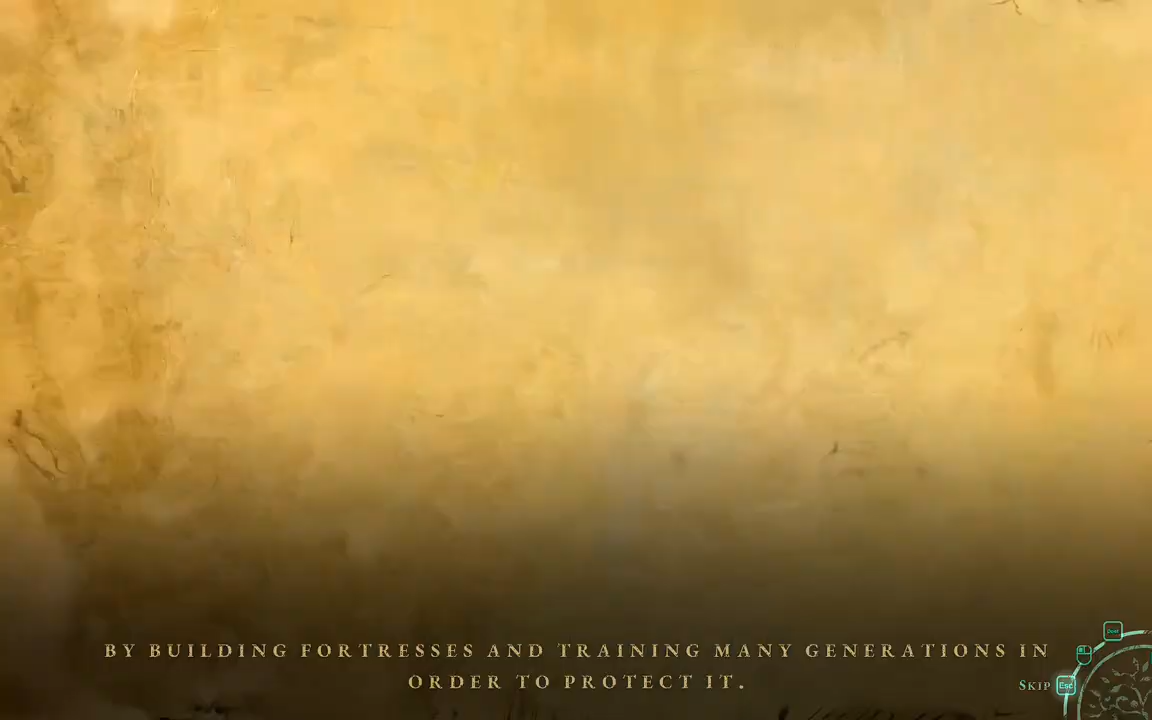 BY BUILDING FORTRESSES AND TRAINING MANY GENERATIONS IN
ORDER TO PROTECT IT.
SKIP Esc